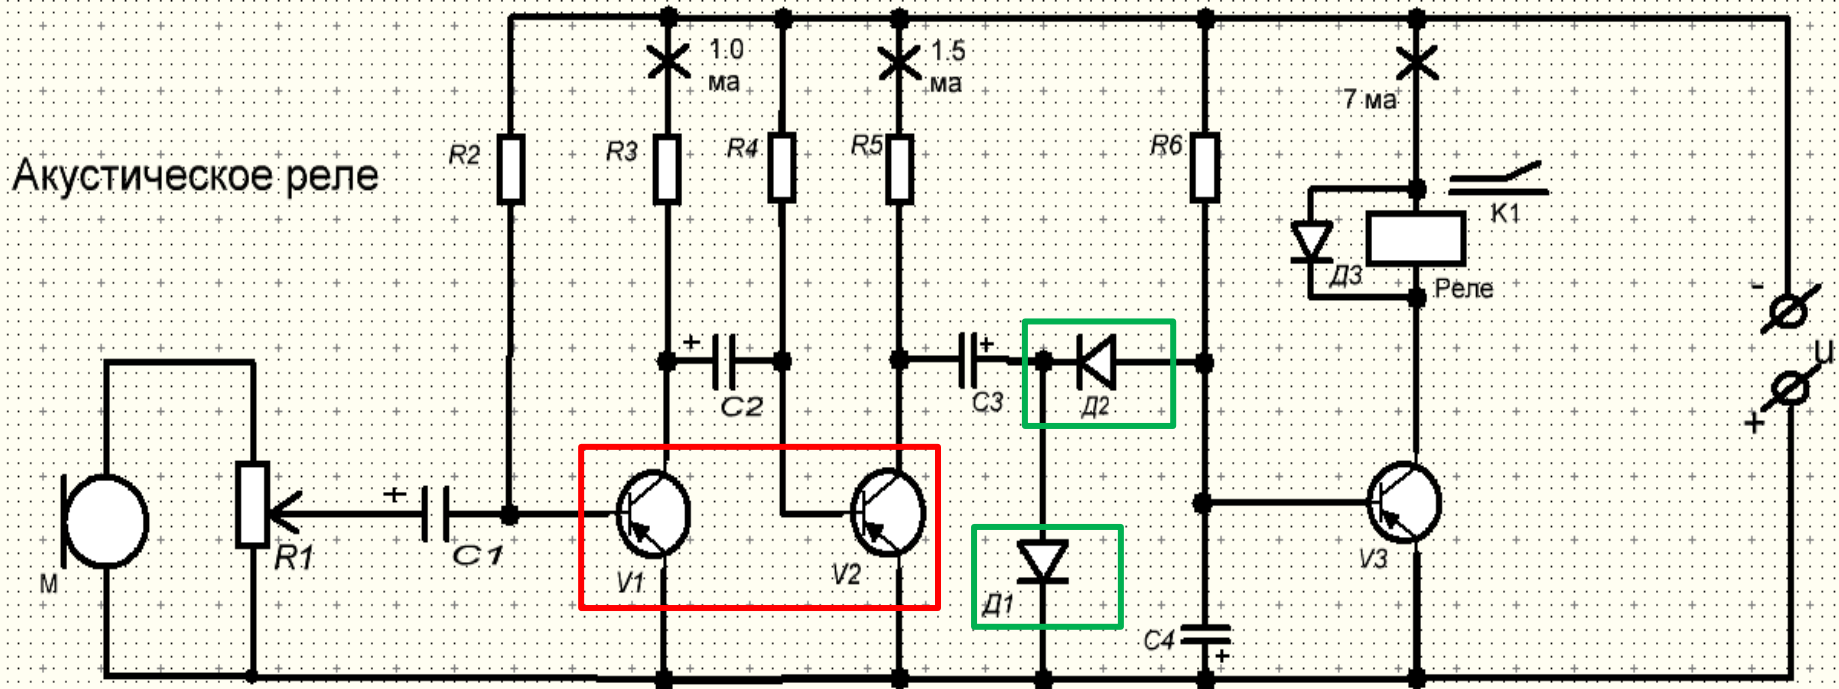 1.0
ма
1.5
ма
7 ма
R2
R3
R4
R5
R6
Акустическое реле
K1
Д3
Реле
-
u
+
+
C2
+
C3
Д2
+
C1
R1
M
V1
V2
Д1
V3
C4
+